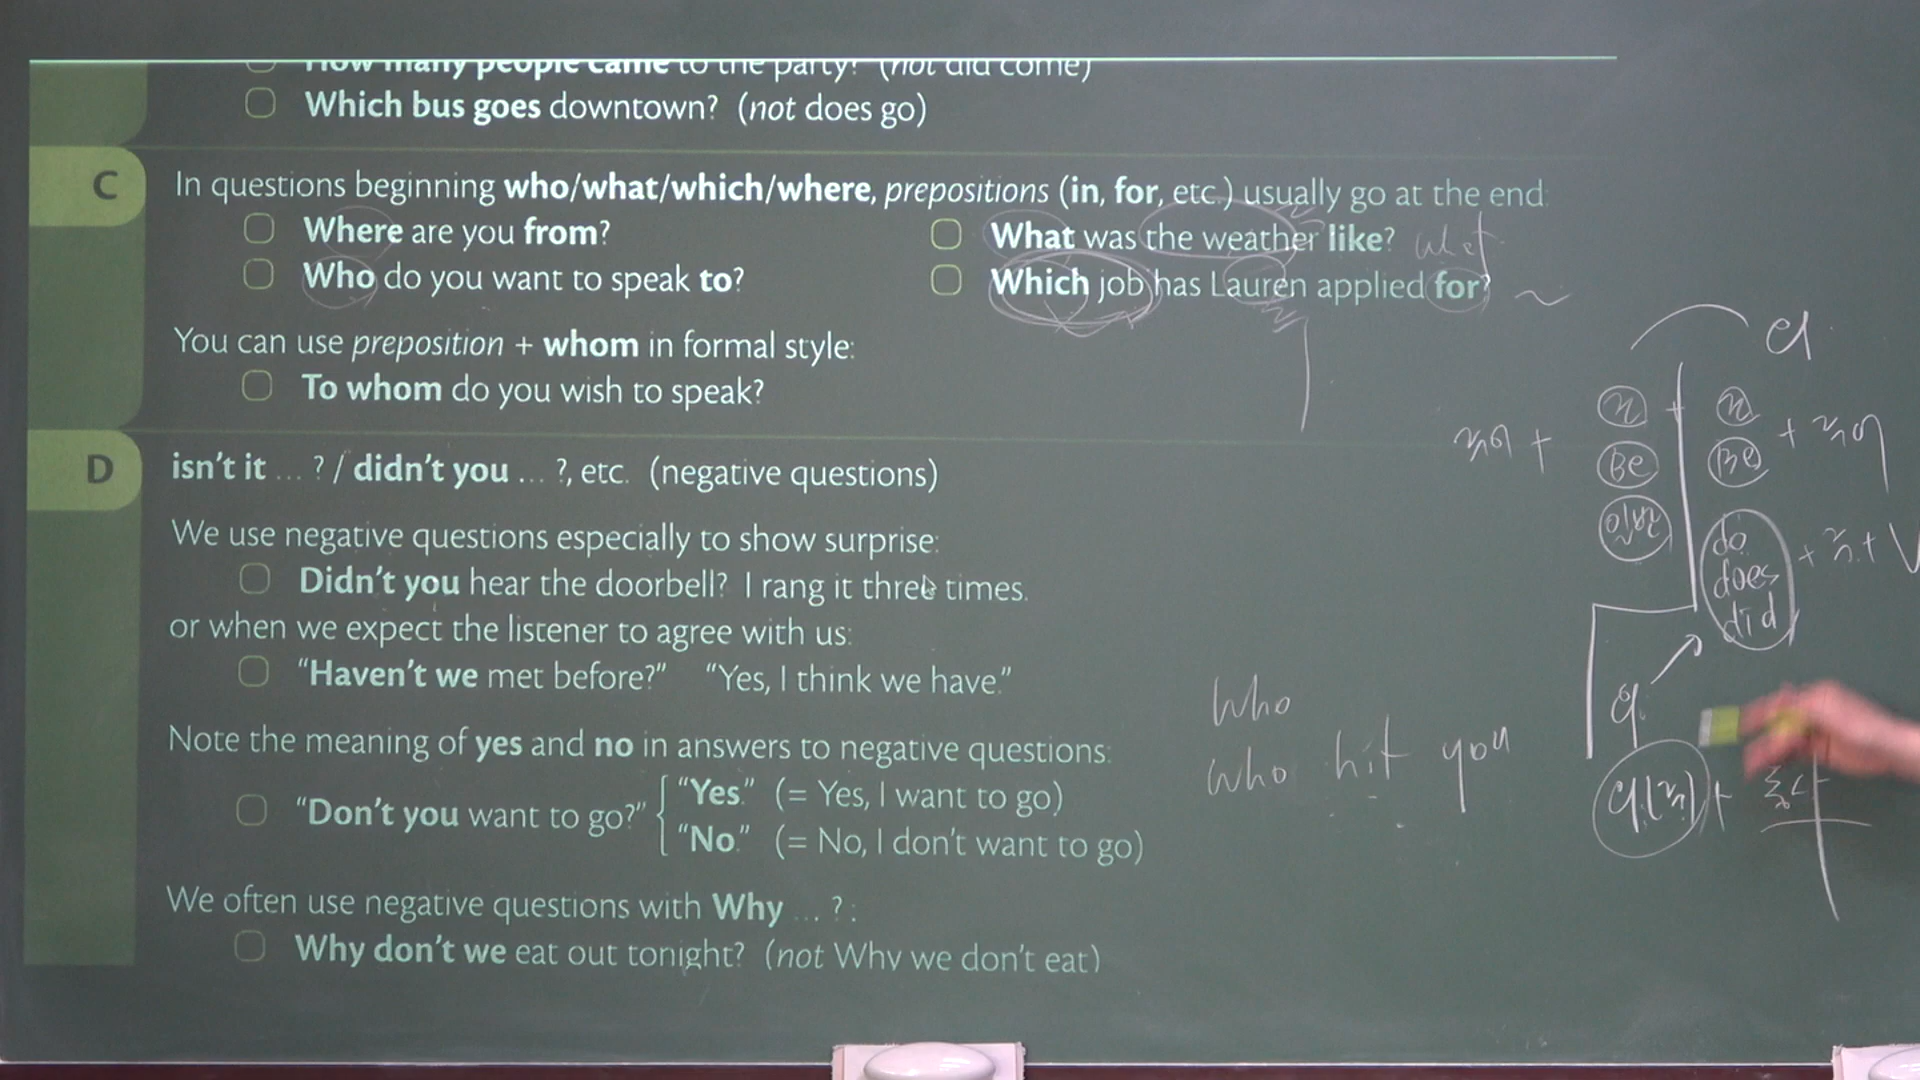 How many people came to the party? (not did come)
Which bus goes downtown? (not does go)
C
In questions beginning who/what/which/where, prepositions (in, for, etc.) usually go at the end:
Where are you from?
What was the weather like?
Who do you want to speak to?
Which job has Lauren applied for?
You can use preposition + whom in formal style:
To whom do you wish to speak?
D
isn't it ... ? / didn't you ... ?, etc. (negative questions)
We use negative questions especially to show surprise:
Didn't you hear the doorbell? I rang it three times.
or when we expect the listener to agree with us:
"Haven't we met before?" "Yes, I think we have."
Note the meaning of yes and no in answers to negative questions:
"Don't you want to go?"
"Yes." (= Yes, I want to go)
"No." (= No, I don't want to go)
We often use negative questions with Why ... ? :
Why don't we eat out tonight? (not Why we don't eat)
Who
Who hit you
Be
Be
do
does
did